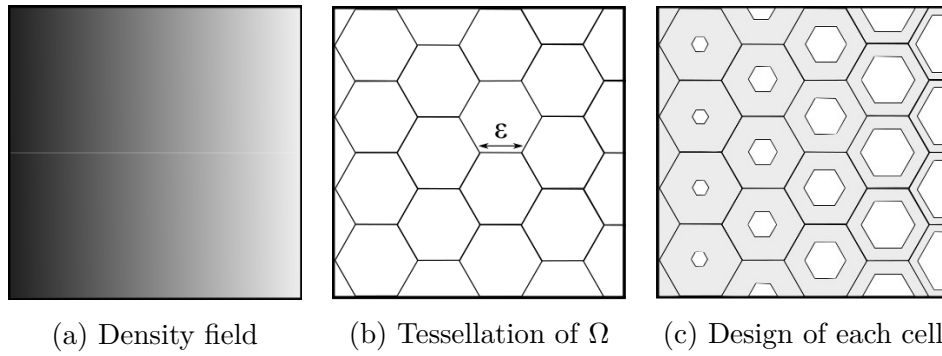 ε
(a) Density field
(b) Tessellation of Ω
(c) Design of each cell